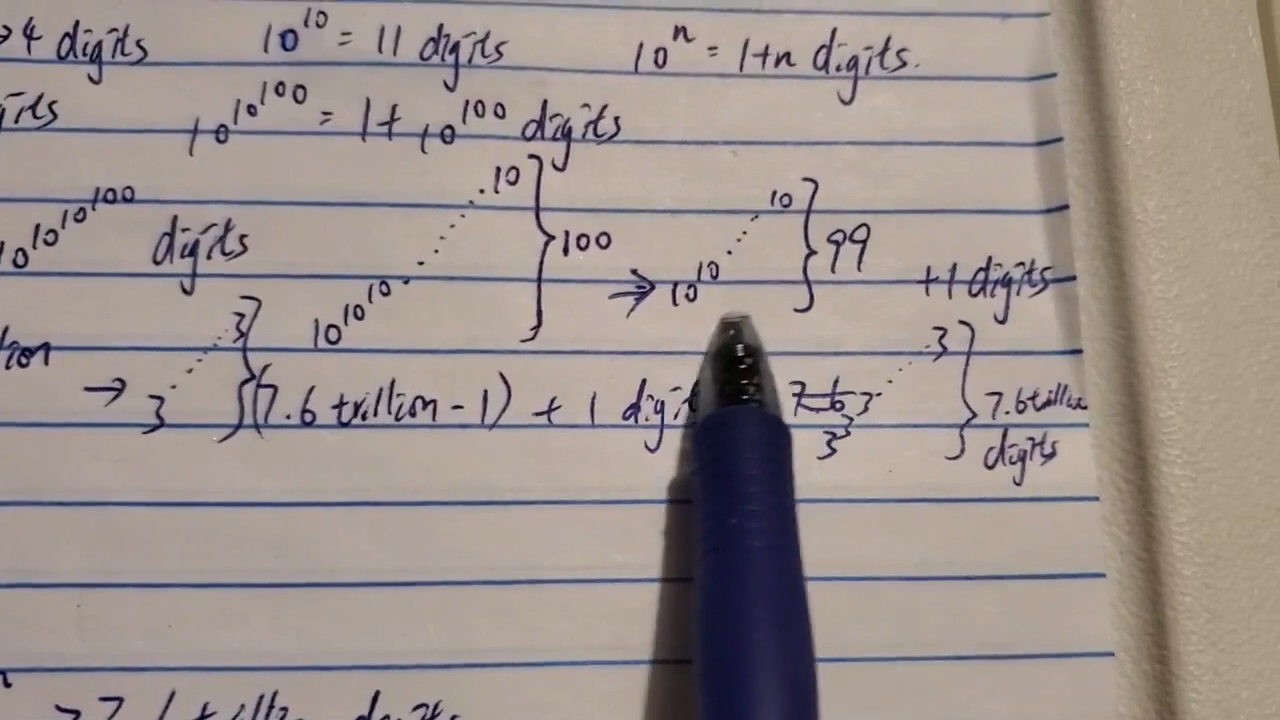 →4 digits 10^10 = 11 digits 10^n = 1+n digits.
10^10^100 = 1+10^100 digits
10^10^10^100 digits 10^10^10⋯10 } 100 → 10^10⋯10 } 99 +1 digits
→ 3⋯3 } (7.6 trillion - 1) + 1 digit 3^3^3⋯3 } 7.6 trillion
digits
digits